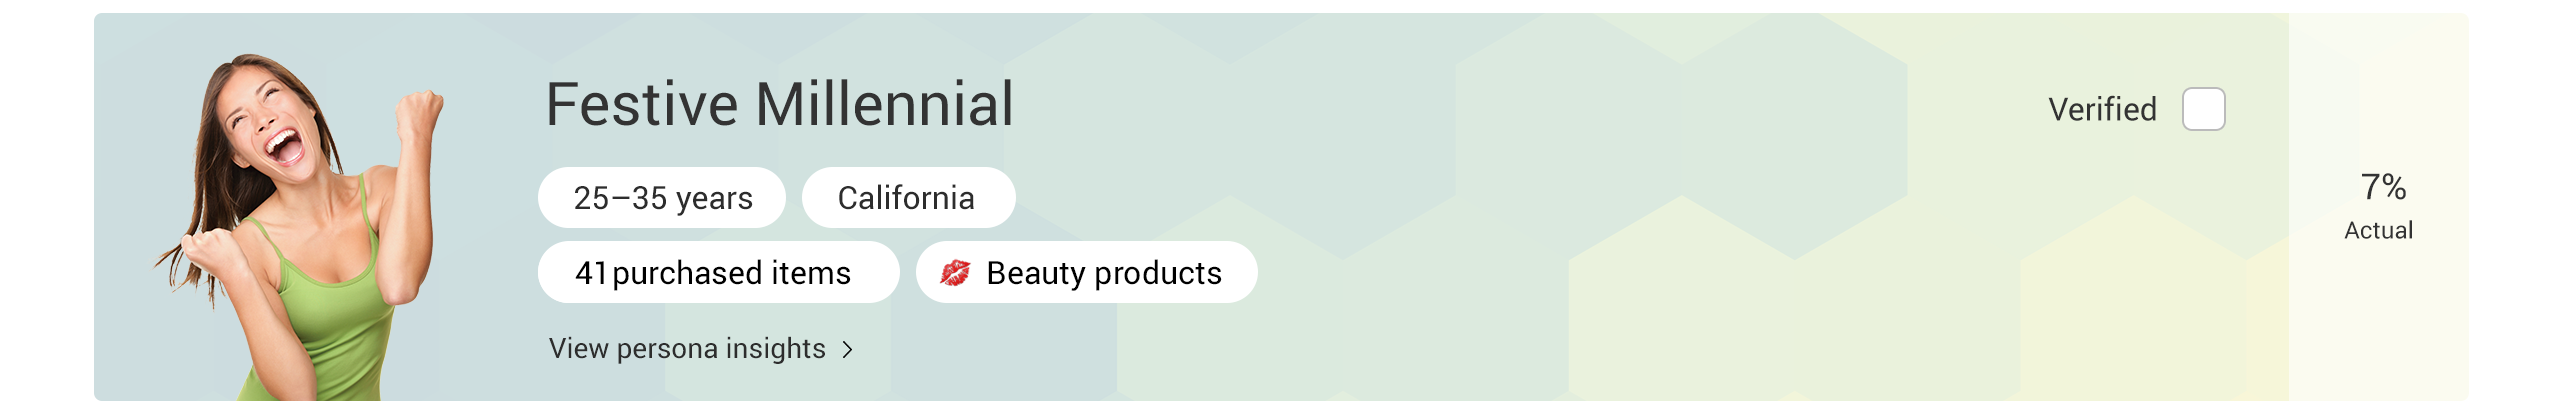 Festive Millennial
Verified
25–35 years
California
7%
Actual
41 purchased items
Beauty products
View persona insights >